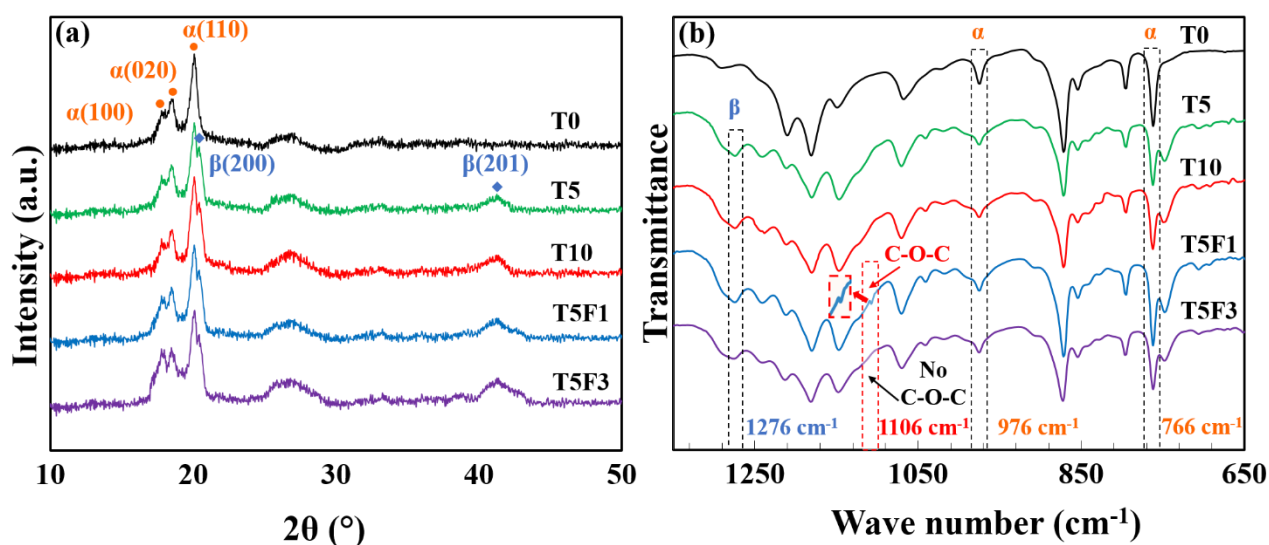 (a)
α(110)
α(020)
α(100)
T0
β(200)
β(201)
T5
T10
T5F1
T5F3
Intensity (a.u.)
10
20
30
40
50
2θ (°)
(b)
α
α
T0
β
T5
T10
C-O-C
T5F1
T5F3
No
C-O-C
1276 cm⁻¹
1106 cm⁻¹
976 cm⁻¹
766 cm⁻¹
Transmittance
1250
1050
850
650
Wave number (cm⁻¹)